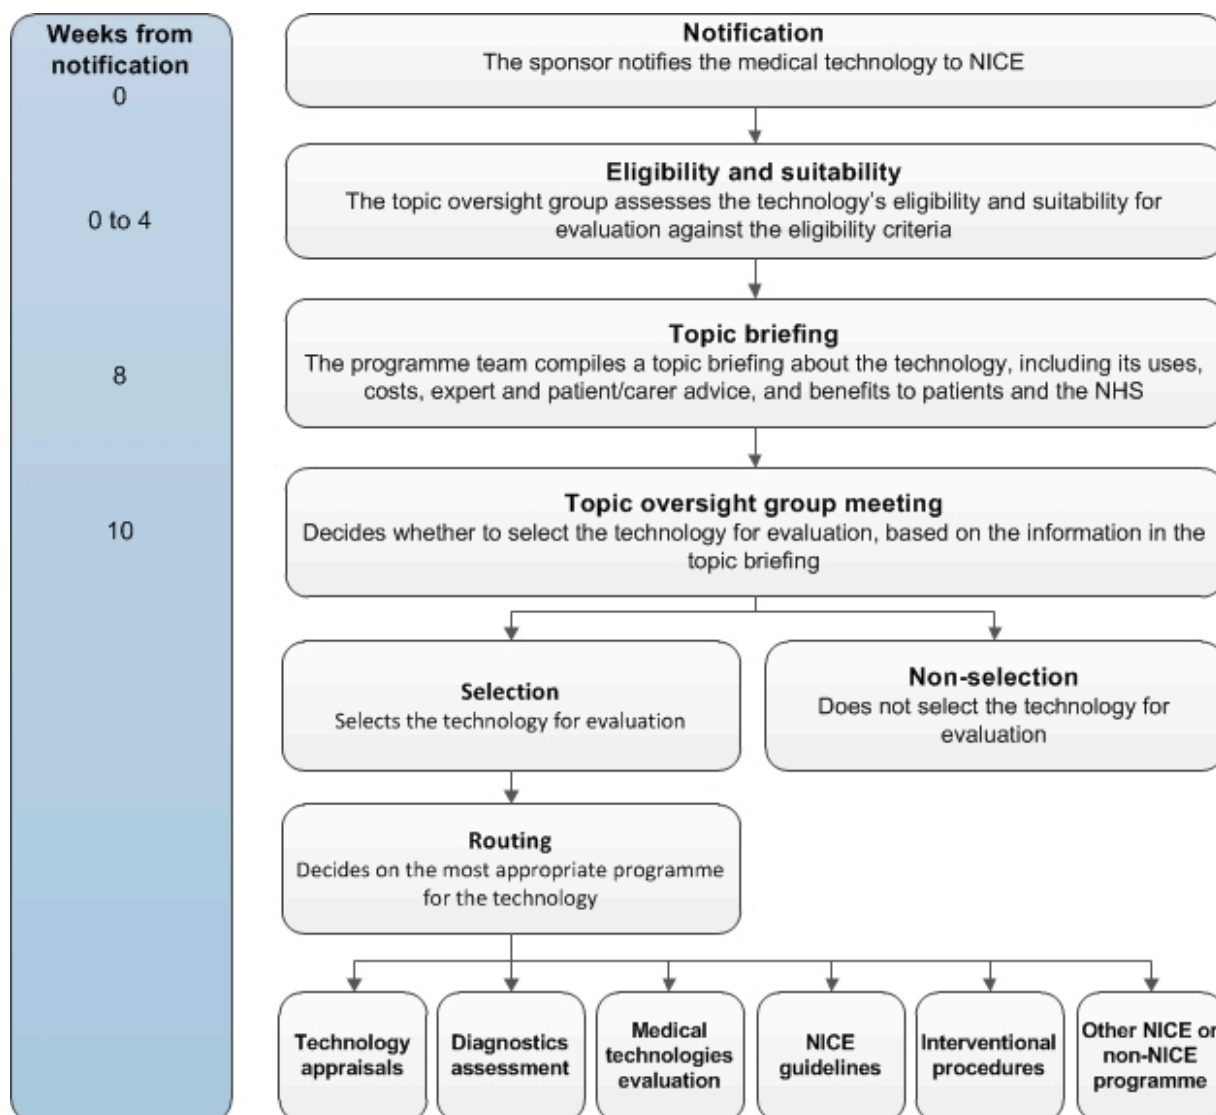 Weeks from
notification
0
0 to 4
8
10
Notification
The sponsor notifies the medical technology to NICE
Eligibility and suitability
The topic oversight group assesses the technology's eligibility and suitability for
evaluation against the eligibility criteria
Topic briefing
The programme team compiles a topic briefing about the technology, including its uses,
costs, expert and patient/carer advice, and benefits to patients and the NHS
Topic oversight group meeting
Decides whether to select the technology for evaluation, based on the information in the
topic briefing
Selection
Selects the technology for evaluation
Non-selection
Does not select the technology for
evaluation
Routing
Decides on the most appropriate programme
for the technology
Technology
appraisals
Diagnostics
assessment
Medical
technologies
evaluation
NICE
guidelines
Interventional
procedures
Other NICE or
non-NICE
programme